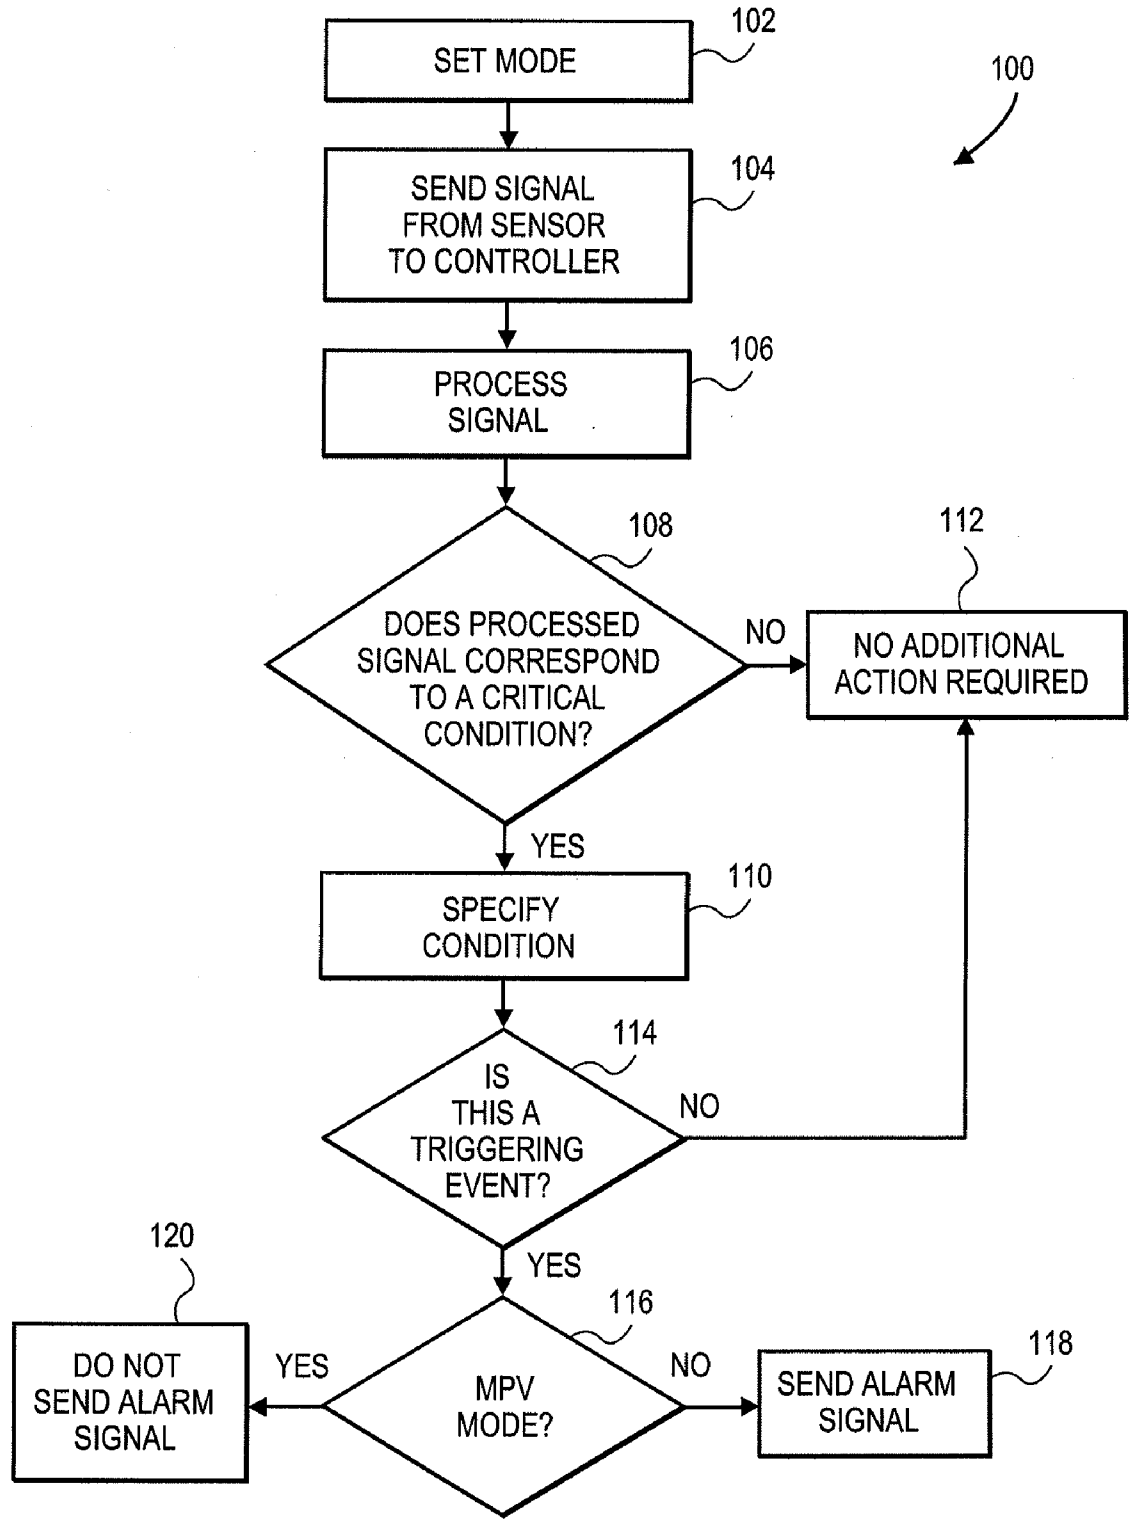 102
SET MODE
100
104
SEND SIGNAL
FROM SENSOR
TO CONTROLLER
106
PROCESS
SIGNAL
108
112
DOES PROCESSED
SIGNAL CORRESPOND
TO A CRITICAL
CONDITION?
NO
NO ADDITIONAL
ACTION REQUIRED
YES
110
SPECIFY
CONDITION
114
IS
THIS A
TRIGGERING
EVENT?
NO
YES
120
116
118
DO NOT
SEND ALARM
SIGNAL
YES
MPV
MODE?
NO
SEND ALARM
SIGNAL